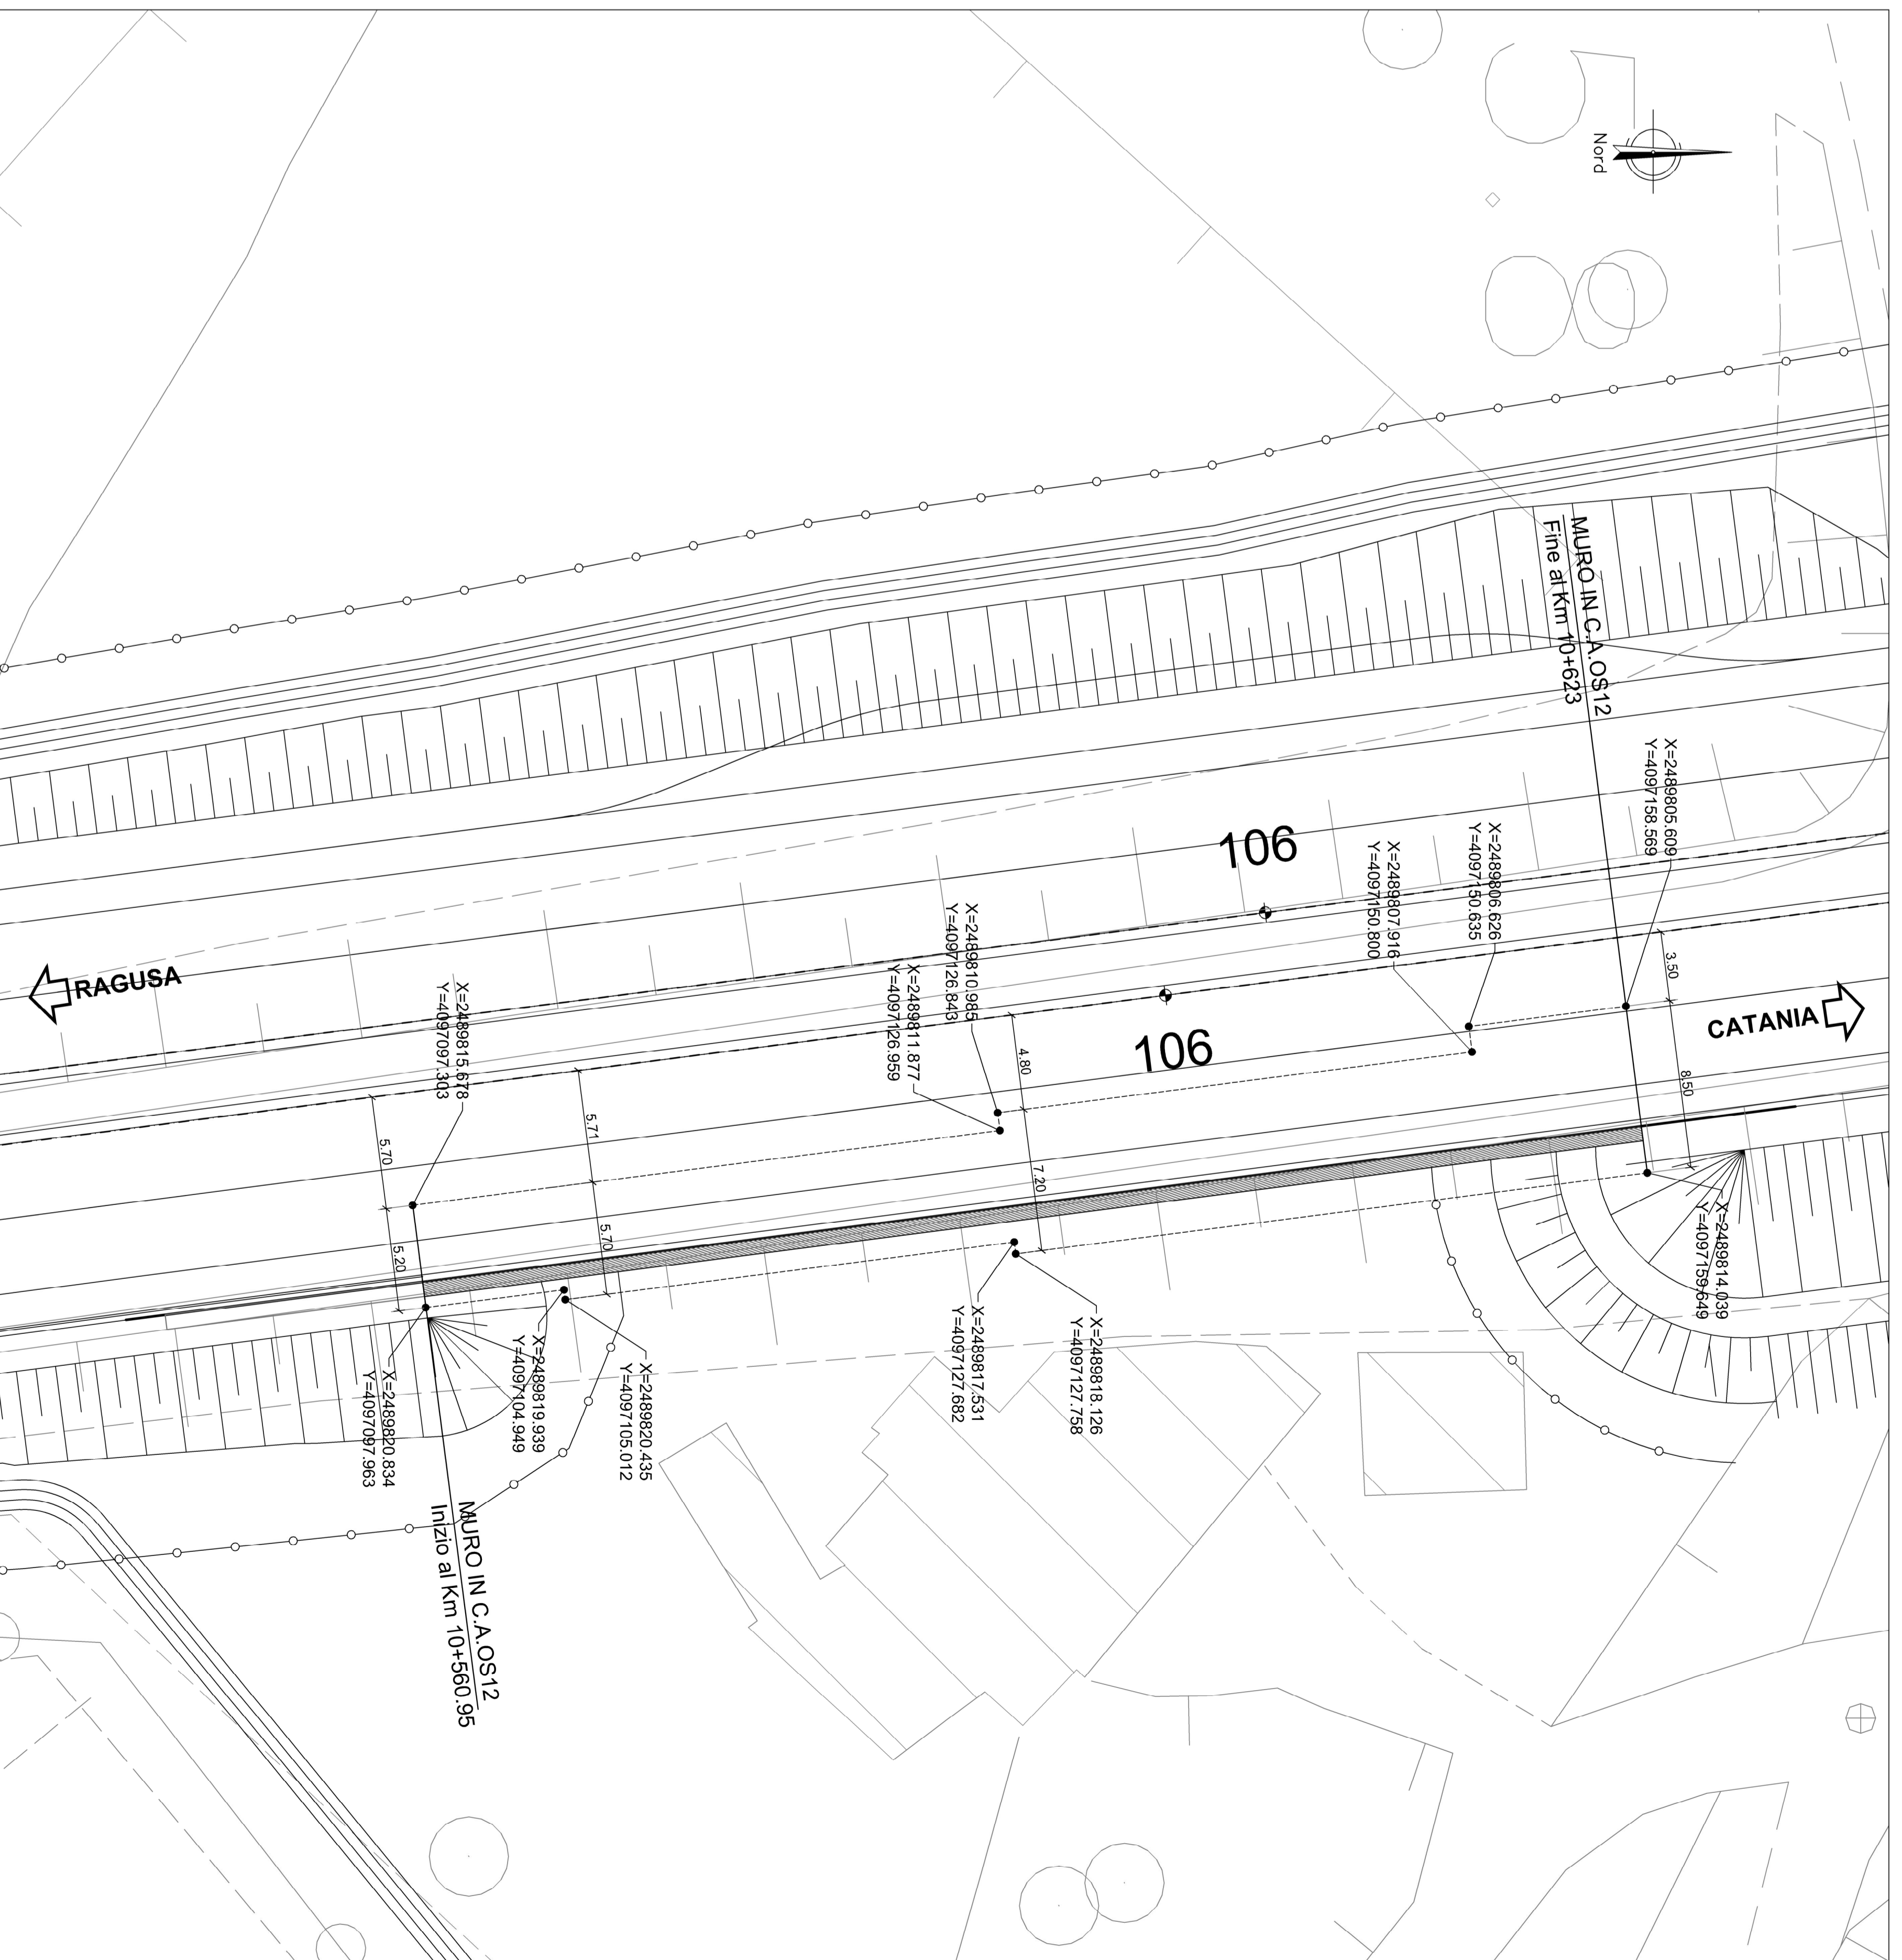 Nord
MURO IN C.A.OS12
Fine al Km 10+623
X=2489805.609
Y=4097158.569
X=2489806.626
Y=4097150.635
X=2489807.916
Y=4097150.800
106
X=2489810.985
Y=4097126.843
X=2489811.877
Y=4097126.959
3.50
RAGUSA
X=2489815.678
Y=4097097.303
CATANIA
106
4.80
8.50
5.71
5.70
7.20
5.70
5.20
X=2489814.039
Y=4097159.649
X=2489817.531
Y=4097127.682
X=2489818.126
Y=4097127.758
X=2489819.939
Y=4097104.949
X=2489820.435
Y=4097105.012
X=2489820.834
Y=4097097.963
MURO IN C.A.OS12
Inizio al Km 10+560.95